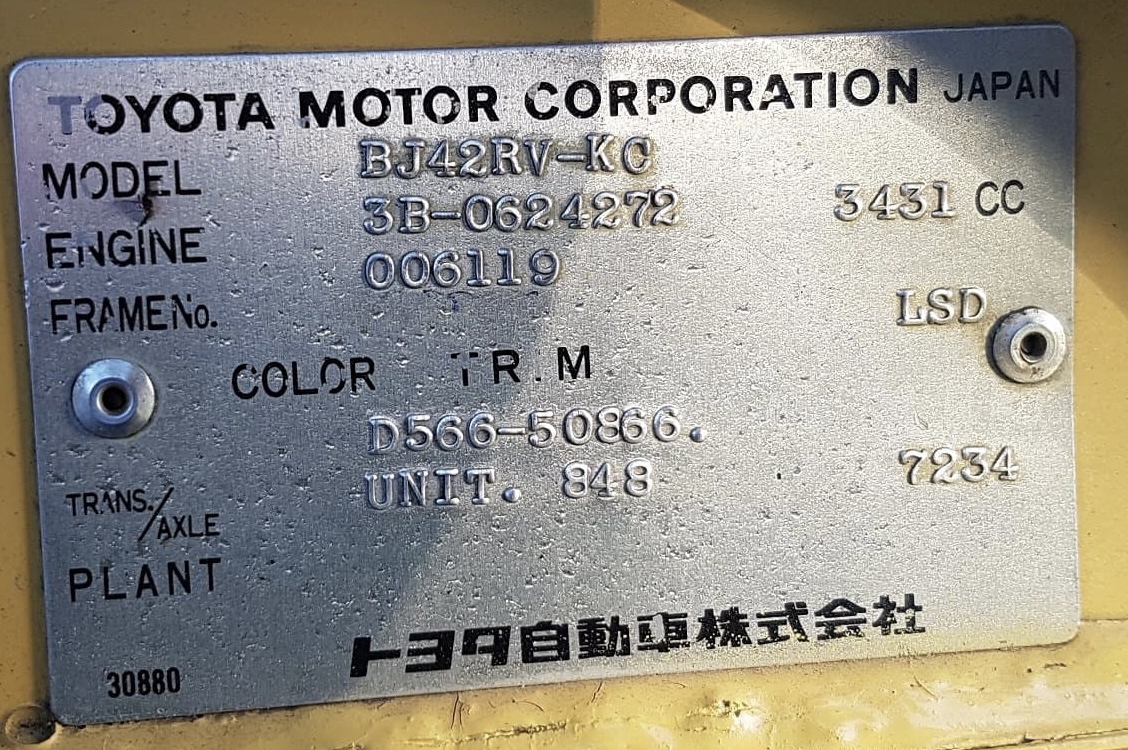 TOYOTA MOTOR CORPORATION JAPAN
MODEL BJ42RV-KC
ENGINE 3B-0624272 3431 CC
FRAME No. 006119
LSD
COLOR TRIM
D566-50866.
TRANS./AXLE UNIT. 848 7234
PLANT
トヨタ自動車株式会社
30880